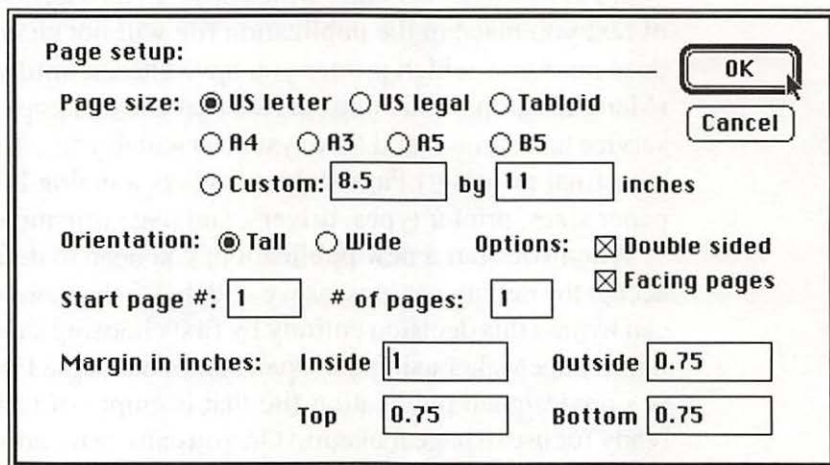 Page setup:
OK
Page size: US letter US legal Tabloid
Cancel
A4 A3 A5 B5
Custom: 8.5 by 11 inches
Orientation: Tall Wide Options: Double sided
Facing pages
Start page #: 1 # of pages: 1
Margin in inches: Inside 1 Outside 0.75
Top 0.75 Bottom 0.75